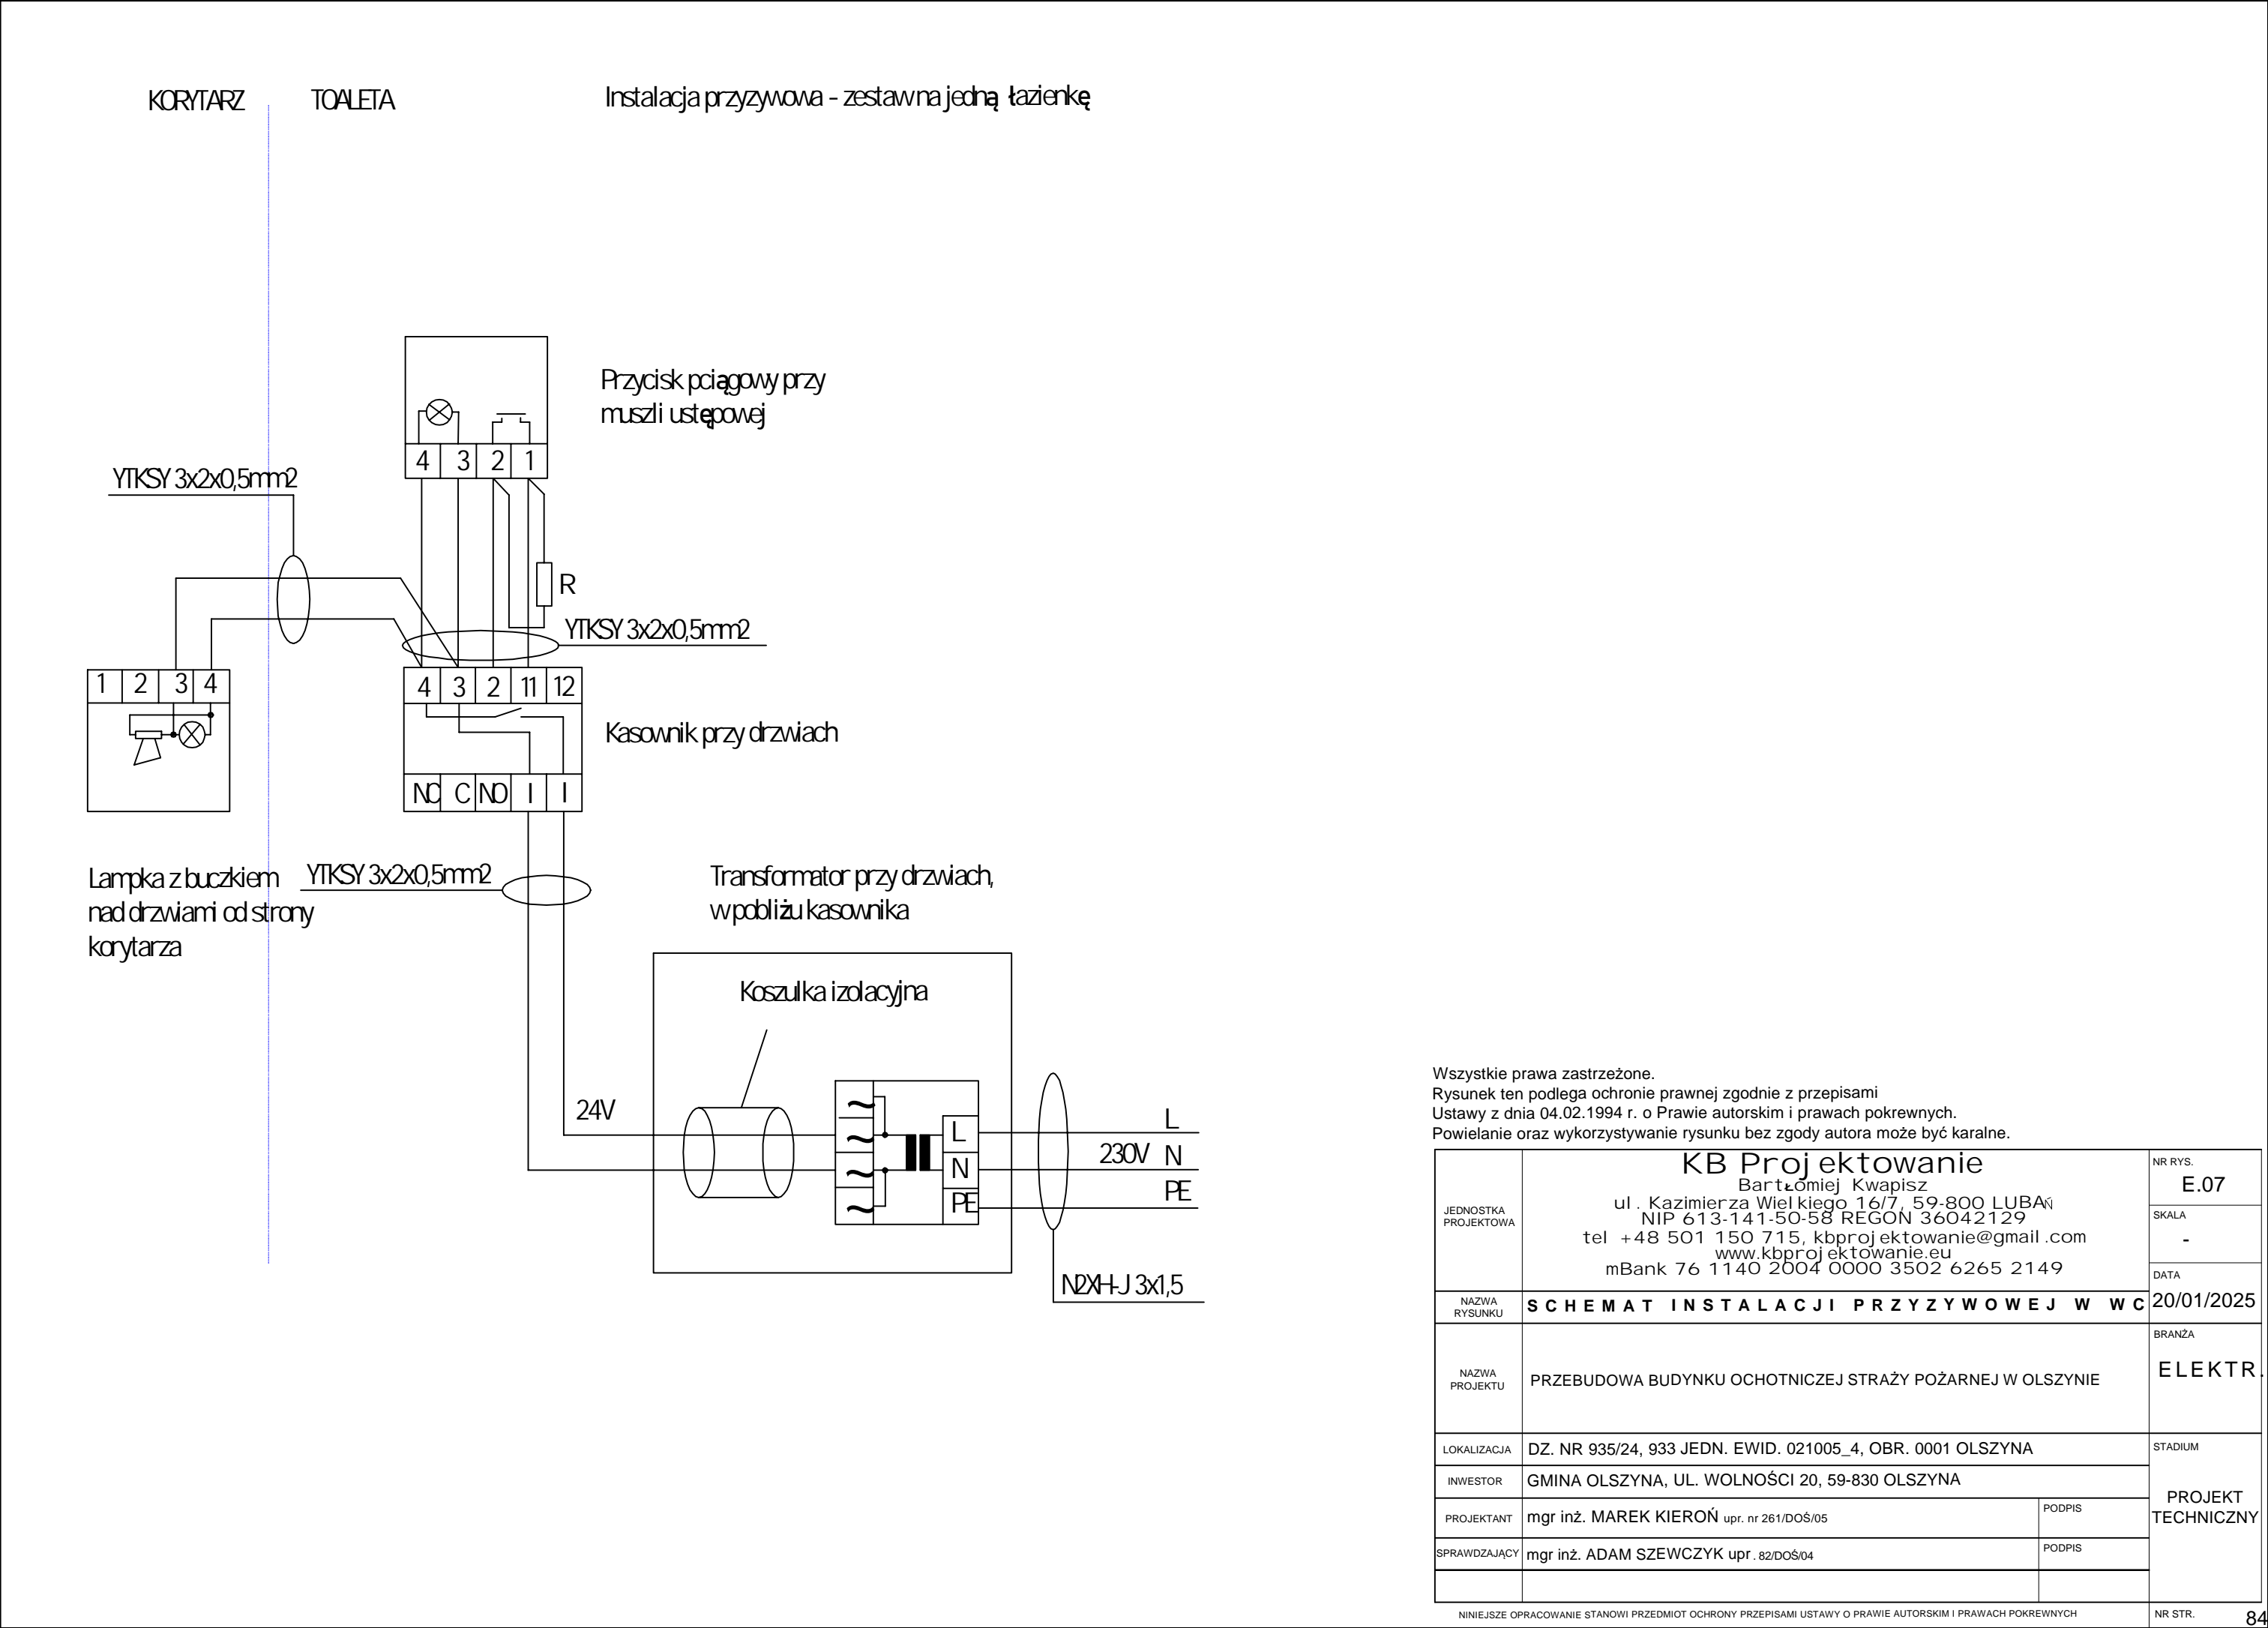 KORYTARZ
TOALETA
Instalacja przyzywowa - zestaw na jedną łazienkę
Przycisk pciągowy przy
muszli ustępowej
4 3 2 1
YTKSY 3x2x0,5mm2
R
YTKSY 3x2x0,5mm2
1 2 3 4
4 3 2 11 12
Kasownik przy drzwiach
NC C NO I I
Lampka z buczkiem
nad drzwiami od strony
korytarza
YTKSY 3x2x0,5mm2
Transformator przy drzwiach,
w pobliżu kasownika
Koszulka izolacyjna
24V
~
~
~
~
L
N
PE
L
230V N
PE
N2XH-J 3x1,5
Wszystkie prawa zastrzeżone.
Rysunek ten podlega ochronie prawnej zgodnie z przepisami
Ustawy z dnia 04.02.1994 r. o Prawie autorskim i prawach pokrewnych.
Powielanie oraz wykorzystywanie rysunku bez zgody autora może być karalne.
JEDNOSTKA
PROJEKTOWA
KB Projektowanie
Bartłomiej Kwapisz
ul. Kazimierza Wielkiego 16/7, 59-800 LUBAŃ
NIP 613-141-50-58 REGON 36042129
tel +48 501 150 715, kbprojektowanie@gmail.com
www.kbprojektowanie.eu
mBank 76 1140 2004 0000 3502 6265 2149
NR RYS.
E.07
SKALA
-
DATA
20/01/2025
NAZWA
RYSUNKU
SCHEMAT INSTALACJI PRZYZYWOWEJ W WC
BRANŻA
ELEKTR.
NAZWA
PROJEKTU
PRZEBUDOWA BUDYNKU OCHOTNICZEJ STRAŻY POŻARNEJ W OLSZYNIE
LOKALIZACJA
DZ. NR 935/24, 933 JEDN. EWID. 021005_4, OBR. 0001 OLSZYNA
STADIUM
PROJEKT
TECHNICZNY
INWESTOR
GMINA OLSZYNA, UL. WOLNOŚCI 20, 59-830 OLSZYNA
PROJEKTANT
mgr inż. MAREK KIEROŃ upr. nr 261/DOŚ/05
PODPIS
SPRAWDZAJĄCY
mgr inż. ADAM SZEWCZYK upr. 82/DOŚ/04
PODPIS
NINIEJSZE OPRACOWANIE STANOWI PRZEDMIOT OCHRONY PRZEPISAMI USTAWY O PRAWIE AUTORSKIM I PRAWACH POKREWNYCH
NR STR.
84